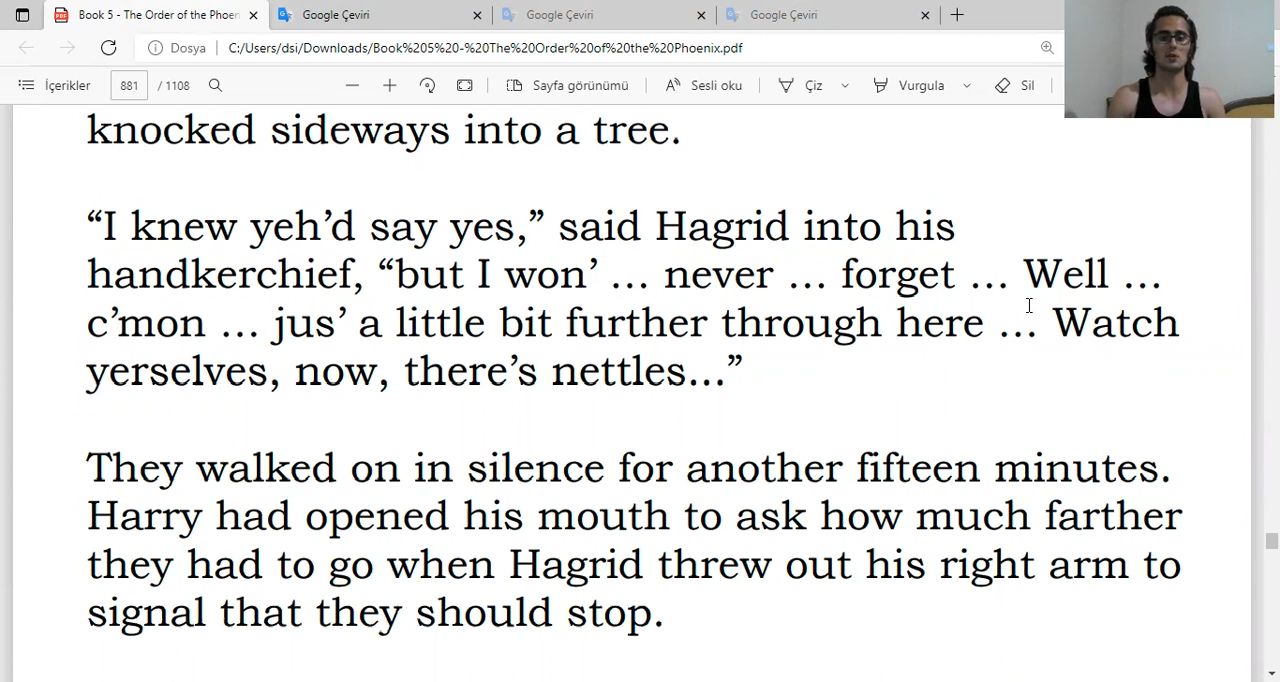 Book 5 - The Order of the Phoen
Google Çeviri
Google Çeviri
Google Çeviri
Dosya
C:/Users/dsi/Downloads/Book%205%20-%20The%20Order%20of%20the%20Phoenix.pdf
İçerikler
881 / 1108
Sayfa görünümü
Sesli oku
Çiz
Vurgula
Sil
knocked sideways into a tree.
“I knew yeh’d say yes,” said Hagrid into his
handkerchief, “but I won’ … never … forget … Well …
c’mon … jus’ a little bit further through here … Watch
yerselves, now, there’s nettles…”
They walked on in silence for another fifteen minutes.
Harry had opened his mouth to ask how much farther
they had to go when Hagrid threw out his right arm to
signal that they should stop.